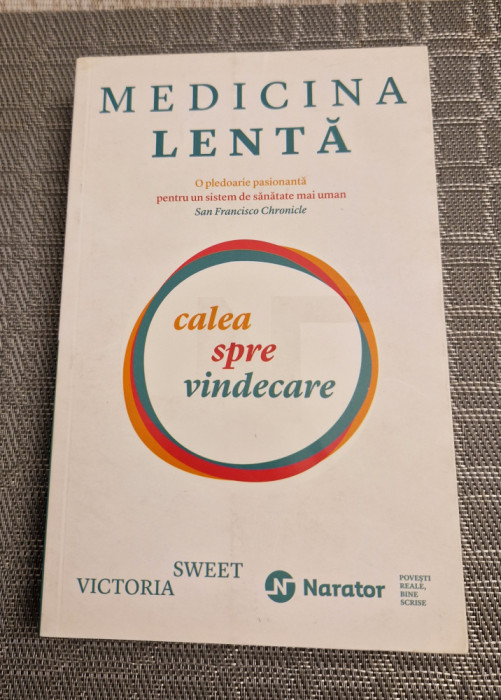 MEDICINA
LENTĂ
O pledoarie pasionantă
pentru un sistem de sănătate mai uman
San Francisco Chronicle
calea
spre
vindecare
VICTORIA SWEET
N Narator
POVEȘTI
REALE,
BINE
SCRISE